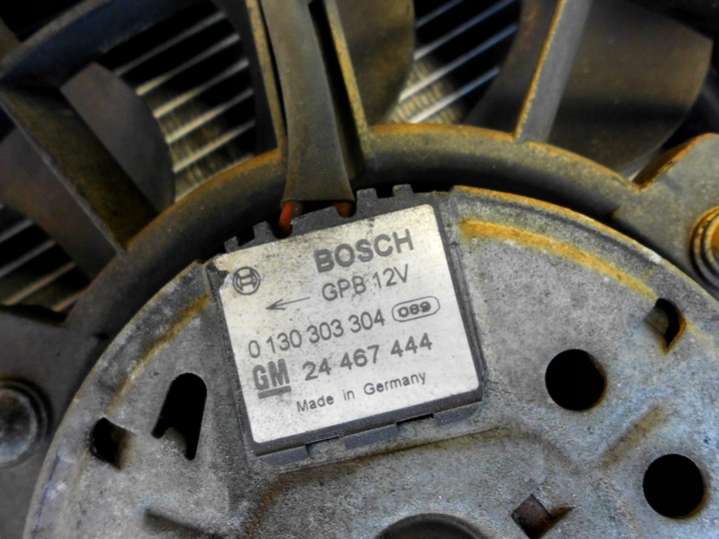 BOSCH
GPB 12V
0 130 303 304 089
GM 24 467 444
Made in Germany